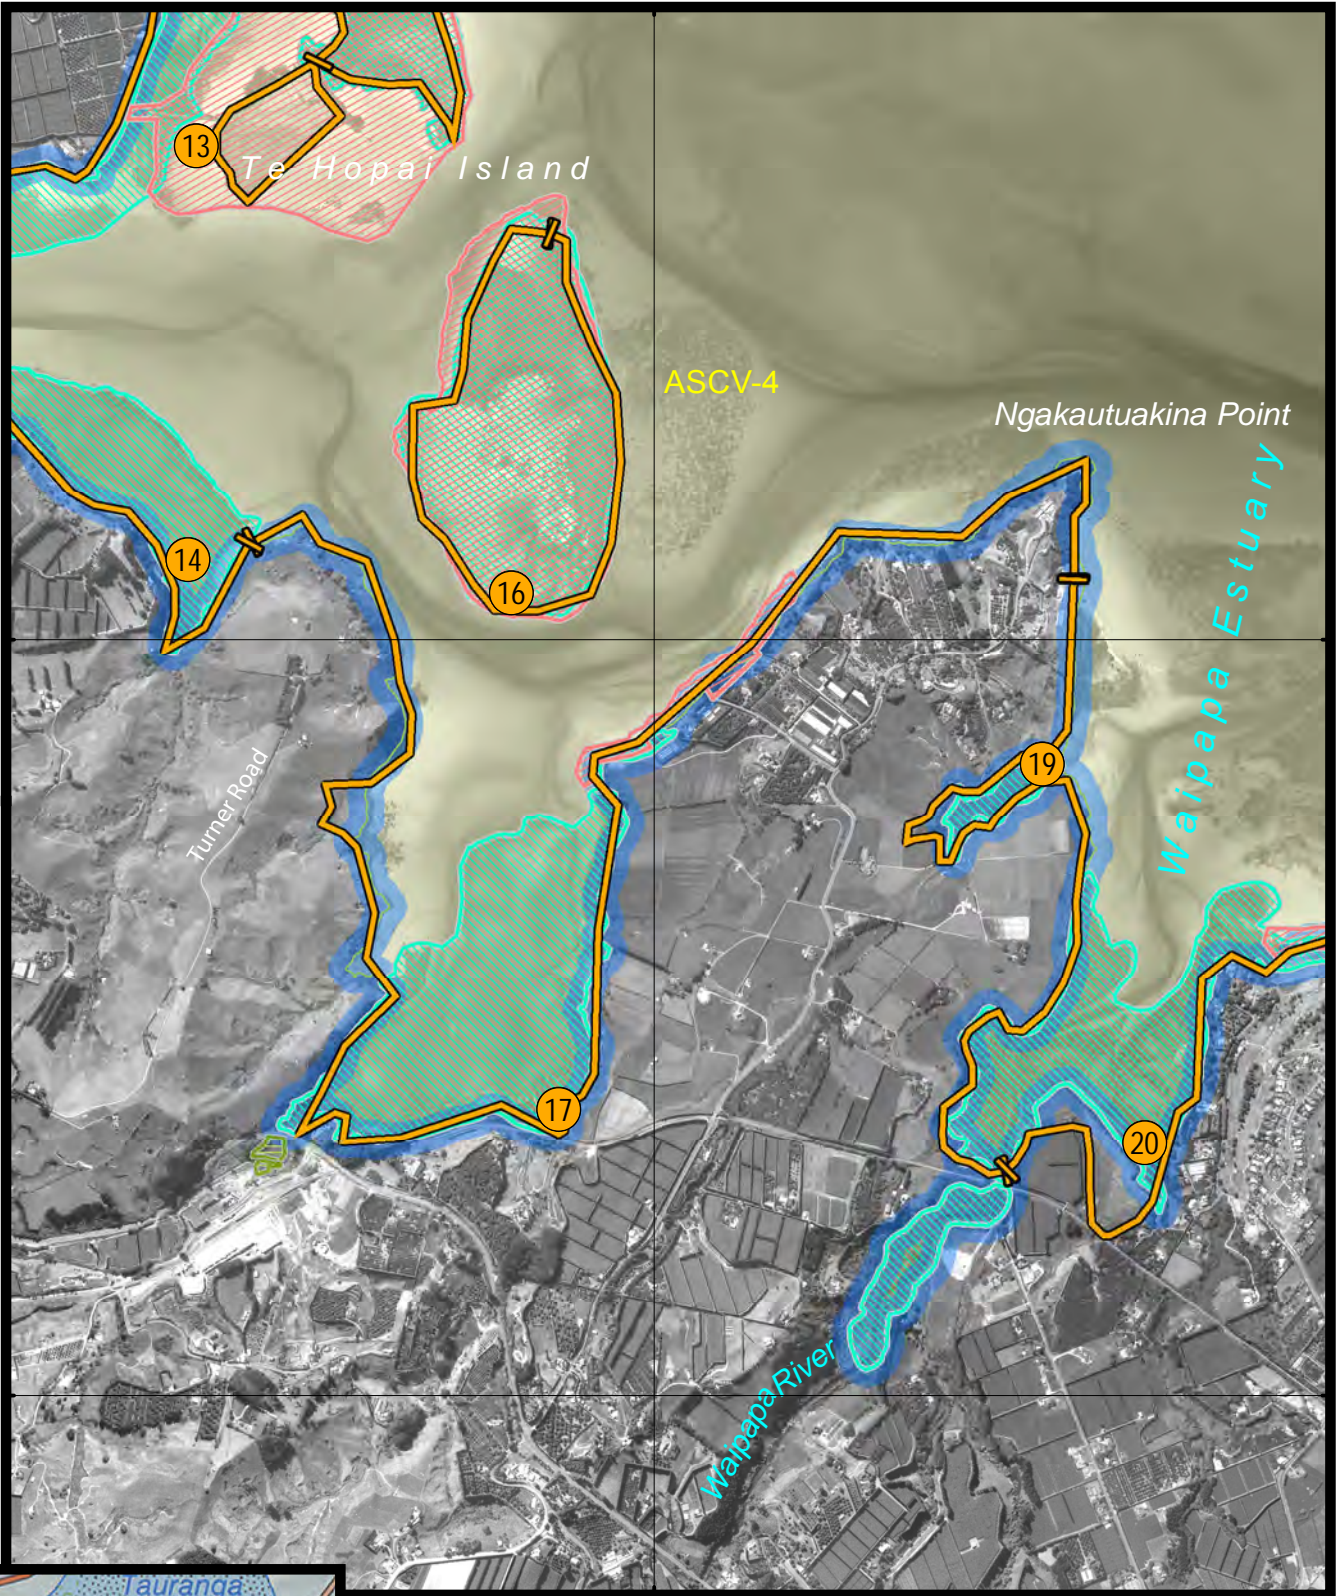 13
Te Hopai Island
ASCV-4
Ngakautuakina Point
Waipapa Estuary
14
16
Turner Road
19
17
20
Waipapa River
Tauranga